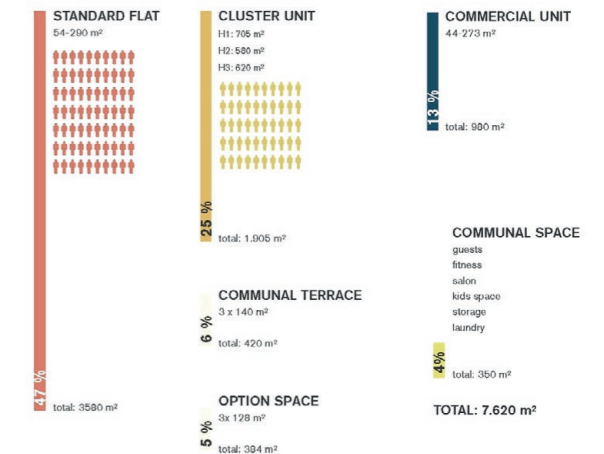 STANDARD FLAT
54-290 m²
47 %
total: 3580 m²
CLUSTER UNIT
H1: 705 m²
H2: 580 m²
H3: 620 m²
25 %
total: 1.905 m²
COMMUNAL TERRACE
3 x 140 m²
6 %
total: 420 m²
OPTION SPACE
3x 128 m²
5 %
total: 384 m²
COMMERCIAL UNIT
44-273 m²
13 %
total: 980 m²
COMMUNAL SPACE
guests
fitness
salon
kids space
storage
laundry
4%
total: 350 m²
TOTAL: 7.620 m²